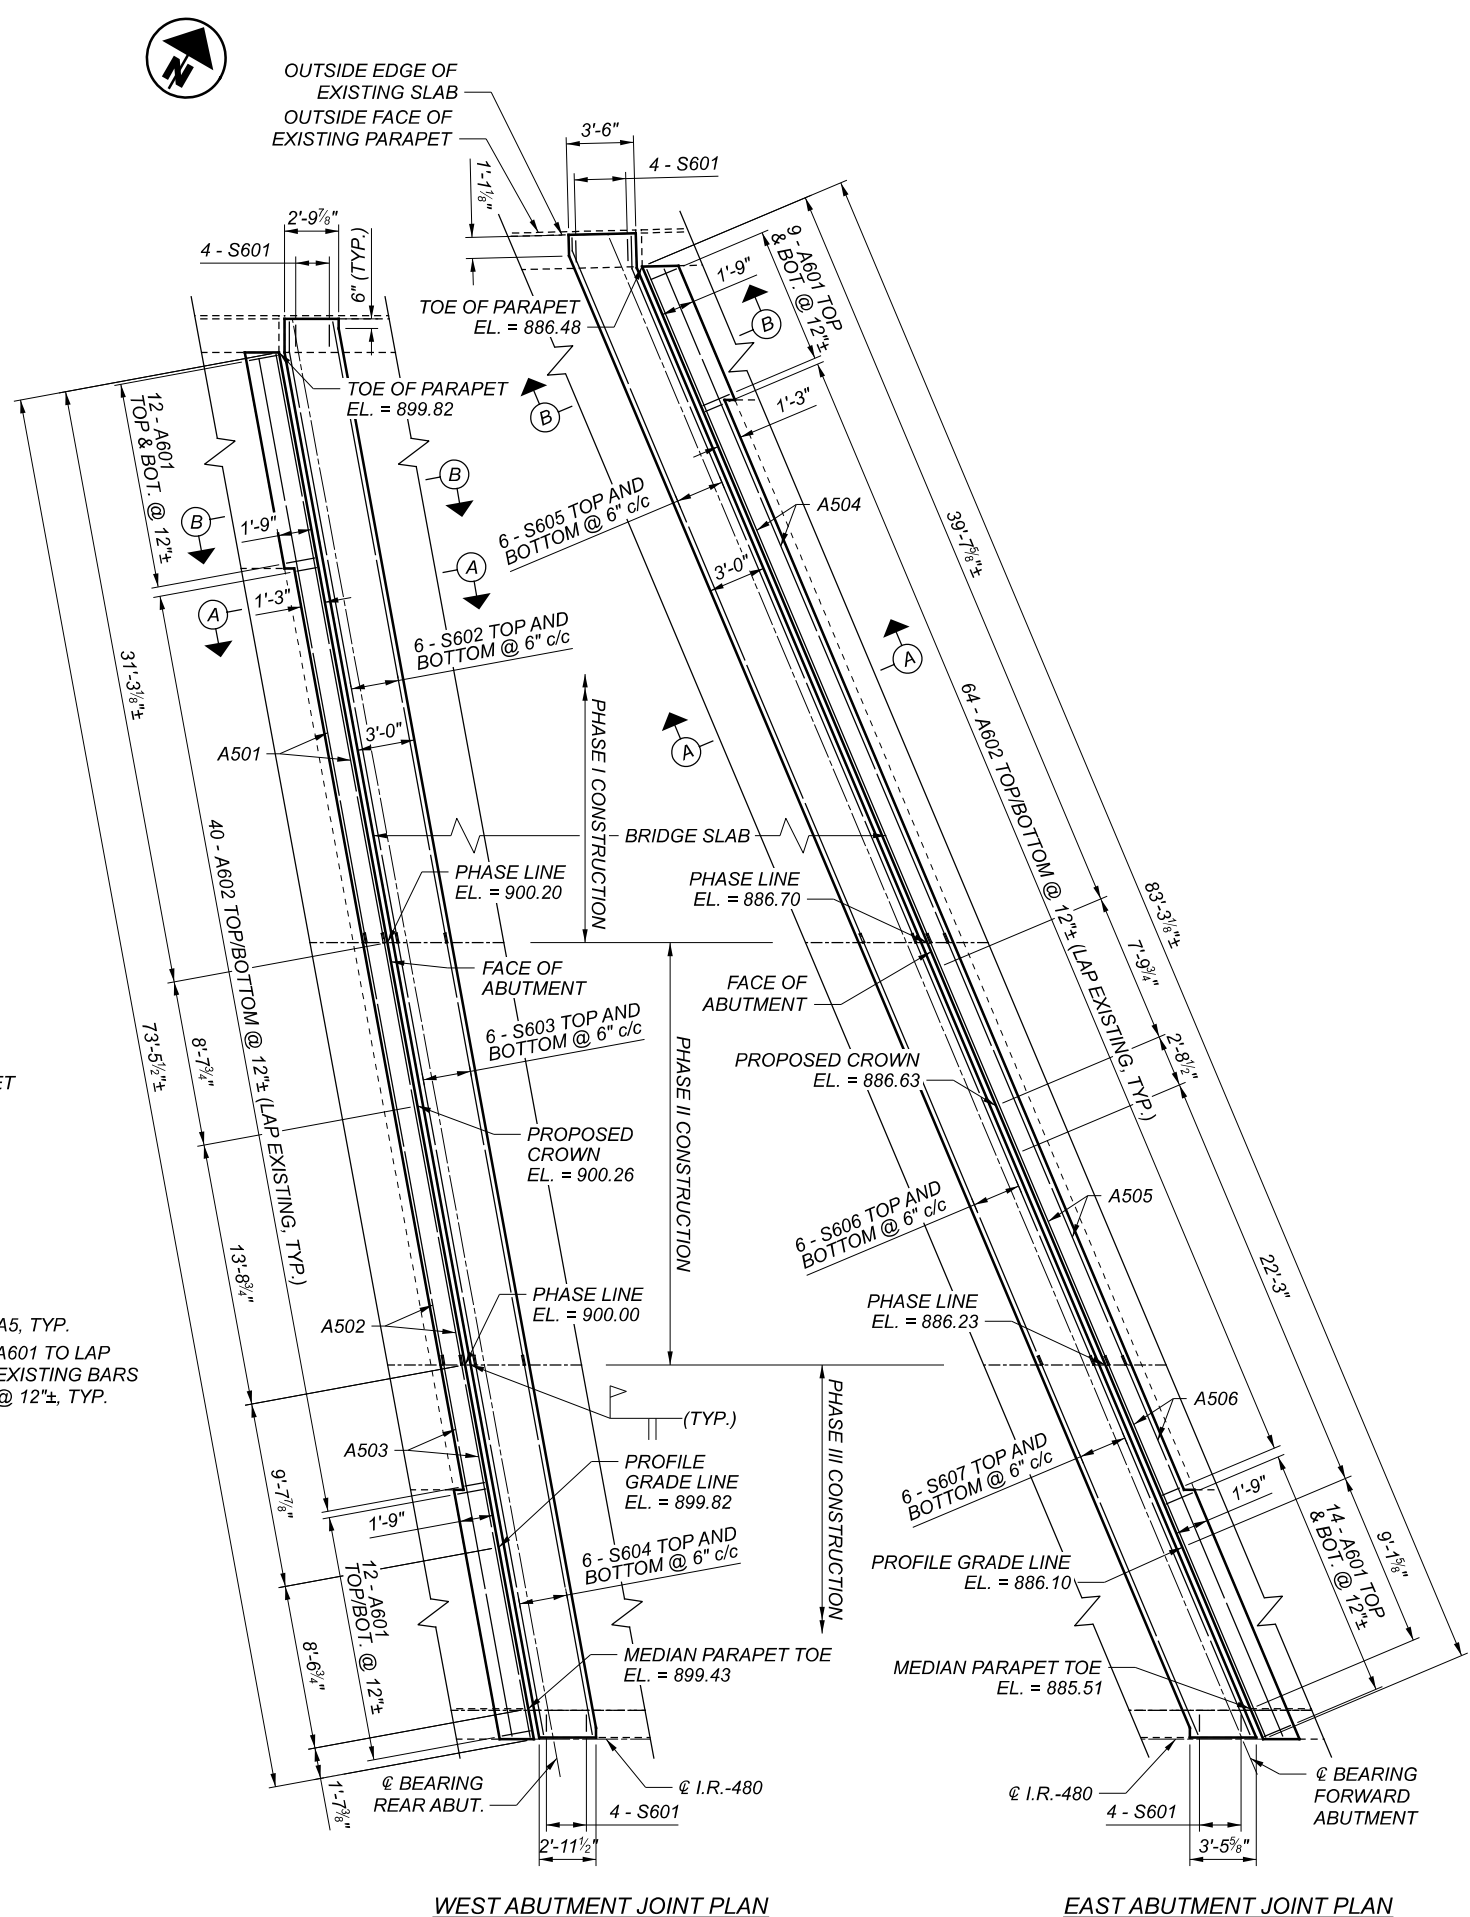 N
OUTSIDE EDGE OF
EXISTING SLAB
OUTSIDE FACE OF
EXISTING PARAPET
3'-6"
4 - S601
1'-1⅛"
2'-9⅞"
4 - S601
6" (TYP.)
TOE OF PARAPET
EL. = 886.48
9 - A601 TOP
& BOT. @ 12"±
1'-9"
B
TOE OF PARAPET
EL. = 899.82
B
1'-3"
12 - A601
TOP & BOT. @ 12"±
B
B
1'-9"
6 - S605 TOP AND
BOTTOM @ 6" c/c
A504
39'-7⅝"±
A
3'-0"
1'-3"
A
6 - S602 TOP AND
BOTTOM @ 6" c/c
A
31'-3⅛"±
64 - A602 TOP/BOTTOM @ 12"± (LAP EXISTING, TYP.)
PHASE I CONSTRUCTION
A501
3'-0"
A
BRIDGE SLAB
40 - A602 TOP/BOTTOM @ 12"± (LAP EXISTING, TYP.)
PHASE LINE
EL. = 900.20
PHASE LINE
EL. = 886.70
83'-3⅛"±
FACE OF
ABUTMENT
FACE OF
ABUTMENT
7'-9¾"
73'-5½"±
8'-7¾"
6 - S603 TOP AND
BOTTOM @ 6" c/c
PHASE II CONSTRUCTION
PROPOSED CROWN
EL. = 886.63
2'-8½"
ET
PROPOSED
CROWN
EL. = 900.26
6 - S606 TOP AND
BOTTOM @ 6" c/c
A505
13'-8¾"
22'-3"
PHASE LINE
EL. = 900.00
PHASE LINE
EL. = 886.23
A5, TYP.
A601 TO LAP
EXISTING BARS
@ 12"±, TYP.
A502
(TYP.)
PHASE III CONSTRUCTION
A506
A503
PROFILE
GRADE LINE
EL. = 899.82
6 - S607 TOP AND
BOTTOM @ 6" c/c
9'-7⅞"
1'-9"
1'-9"
12 - A601
TOP/BOT. @ 12"±
6 - S604 TOP AND
BOTTOM @ 6" c/c
PROFILE GRADE LINE
EL. = 886.10
14 - A601 TOP
& BOT. @ 12"±
9'-1⅝"
8'-6¾"
MEDIAN PARAPET TOE
EL. = 899.43
MEDIAN PARAPET TOE
EL. = 885.51
1'-7⅜"
℄ BEARING
REAR ABUT.
℄ I.R.-480
4 - S601
2'-11½"
℄ I.R.-480
4 - S601
3'-5⅝"
℄ BEARING
FORWARD
ABUTMENT
WEST ABUTMENT JOINT PLAN
EAST ABUTMENT JOINT PLAN